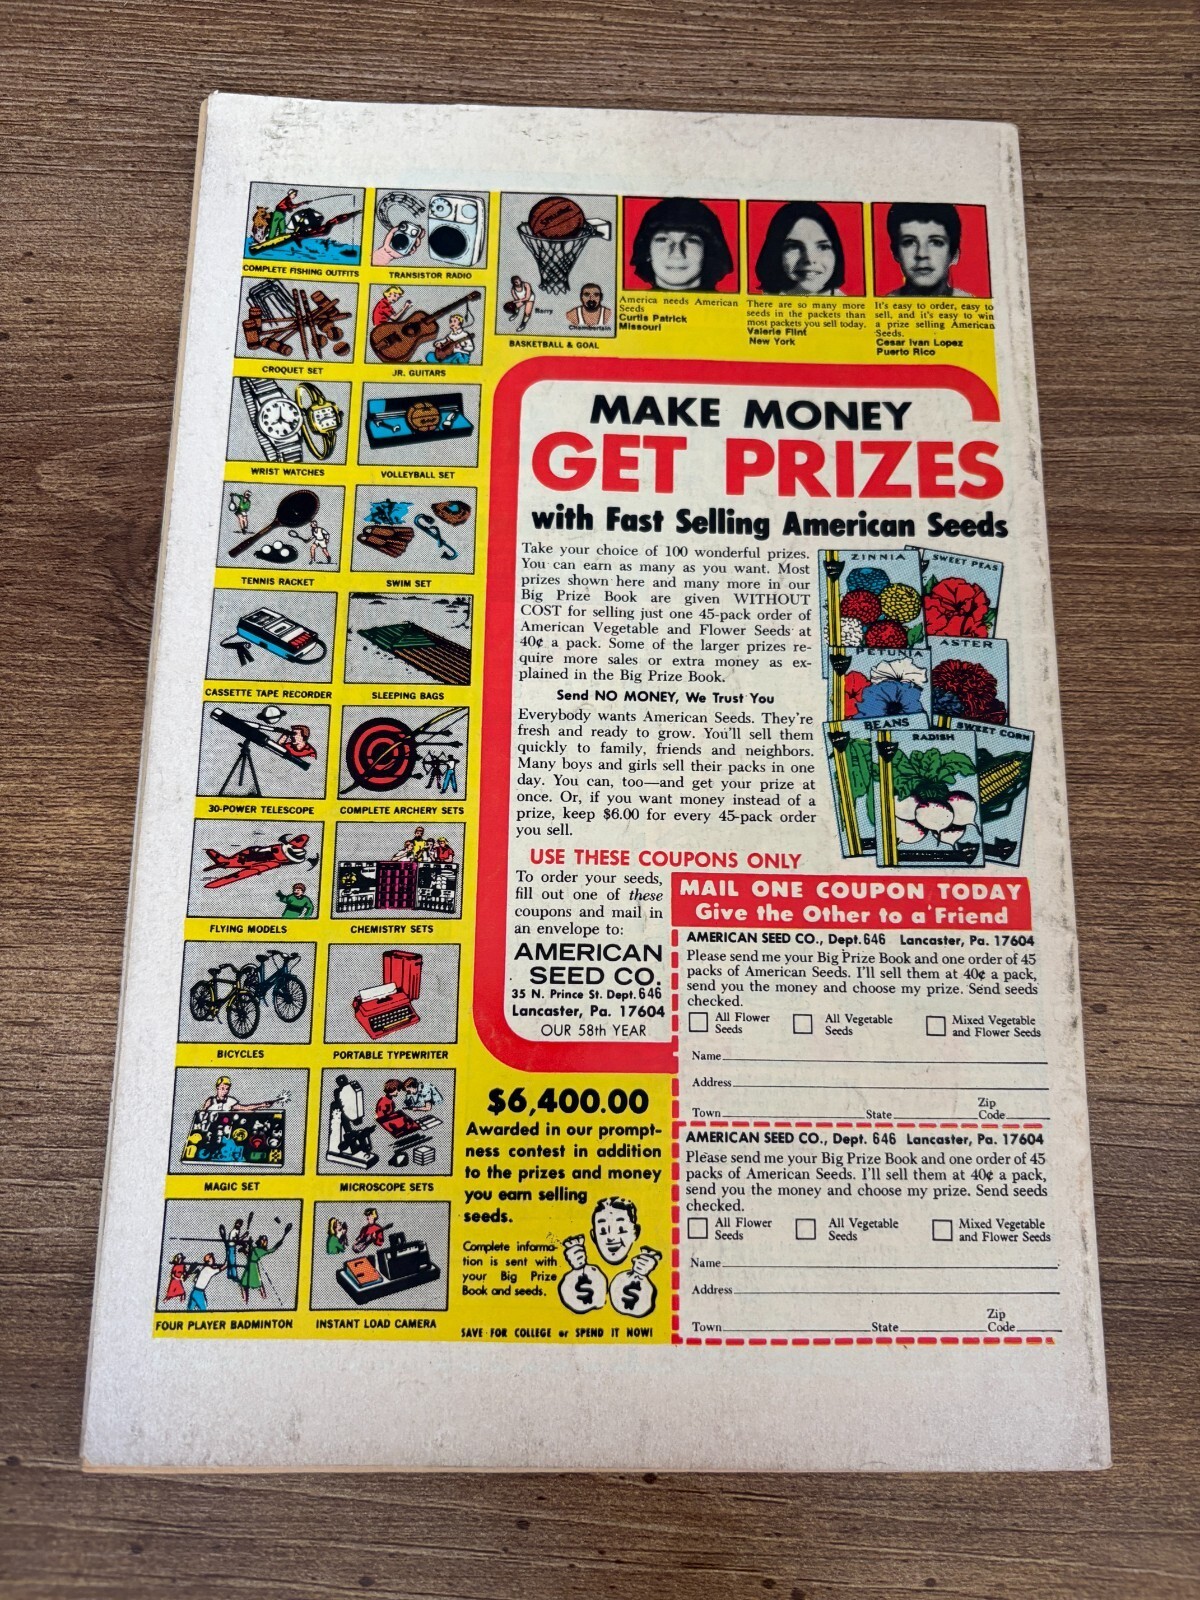 COMPLETE FISHING OUTFITS
TRANSISTOR RADIO
SPALDING
Barry
Chamberlain
BASKETBALL & GOAL
CROQUET SET
JR. GUITARS
WRIST WATCHES
VOLLEYBALL SET
TENNIS RACKET
SWIM SET
CASSETTE TAPE RECORDER
SLEEPING BAGS
30-POWER TELESCOPE
COMPLETE ARCHERY SETS
FLYING MODELS
CHEMISTRY SETS
BICYCLES
PORTABLE TYPEWRITER
MAGIC SET
MICROSCOPE SETS
FOUR PLAYER BADMINTON
INSTANT LOAD CAMERA
America needs American
Seeds
Curtis Patrick
Missouri
There are so many more
seeds in the packets than
most packets you sell today.
Valerie Flint
New York
It's easy to order, easy to
sell, and it's easy to win
a prize selling American
Seeds.
Cesar Ivan Lopez
Puerto Rico
MAKE MONEY
GET PRIZES
with Fast Selling American Seeds
Take your choice of 100 wonderful prizes.
You can earn as many as you want. Most
prizes shown here and many more in our
Big Prize Book are given WITHOUT
COST for selling just one 45-pack order of
American Vegetable and Flower Seeds at
40¢ a pack. Some of the larger prizes re-
quire more sales or extra money as ex-
plained in the Big Prize Book.
Send NO MONEY, We Trust You
Everybody wants American Seeds. They're
fresh and ready to grow. You'll sell them
quickly to family, friends and neighbors.
Many boys and girls sell their packs in one
day. You can, too—and get your prize at
once. Or, if you want money instead of a
prize, keep $6.00 for every 45-pack order
you sell.
ZINNIA
SWEET PEAS
PETUNIA
ASTER
BEANS
RADISH
SWEET CORN
USE THESE COUPONS ONLY
To order your seeds,
fill out one of these
coupons and mail in
an envelope to:
AMERICAN
SEED CO.
35 N. Prince St. Dept. 646
Lancaster, Pa. 17604
OUR 58th YEAR
MAIL ONE COUPON TODAY
Give the Other to a Friend
AMERICAN SEED CO., Dept. 646 Lancaster, Pa. 17604
Please send me your Big Prize Book and one order of 45
packs of American Seeds. I'll sell them at 40¢ a pack,
send you the money and choose my prize. Send seeds
checked.
All Flower
Seeds
All Vegetable
Seeds
Mixed Vegetable
and Flower Seeds
Name
Address
Town State Zip Code
AMERICAN SEED CO., Dept. 646 Lancaster, Pa. 17604
Please send me your Big Prize Book and one order of 45
packs of American Seeds. I'll sell them at 40¢ a pack,
send you the money and choose my prize. Send seeds
checked.
All Flower
Seeds
All Vegetable
Seeds
Mixed Vegetable
and Flower Seeds
Name
Address
Town State Zip Code
$6,400.00
Awarded in our prompt-
ness contest in addition
to the prizes and money
you earn selling
seeds.
Complete informa-
tion is sent with
your Big Prize
Book and seeds.
$ $
SAVE FOR COLLEGE or SPEND IT NOW!